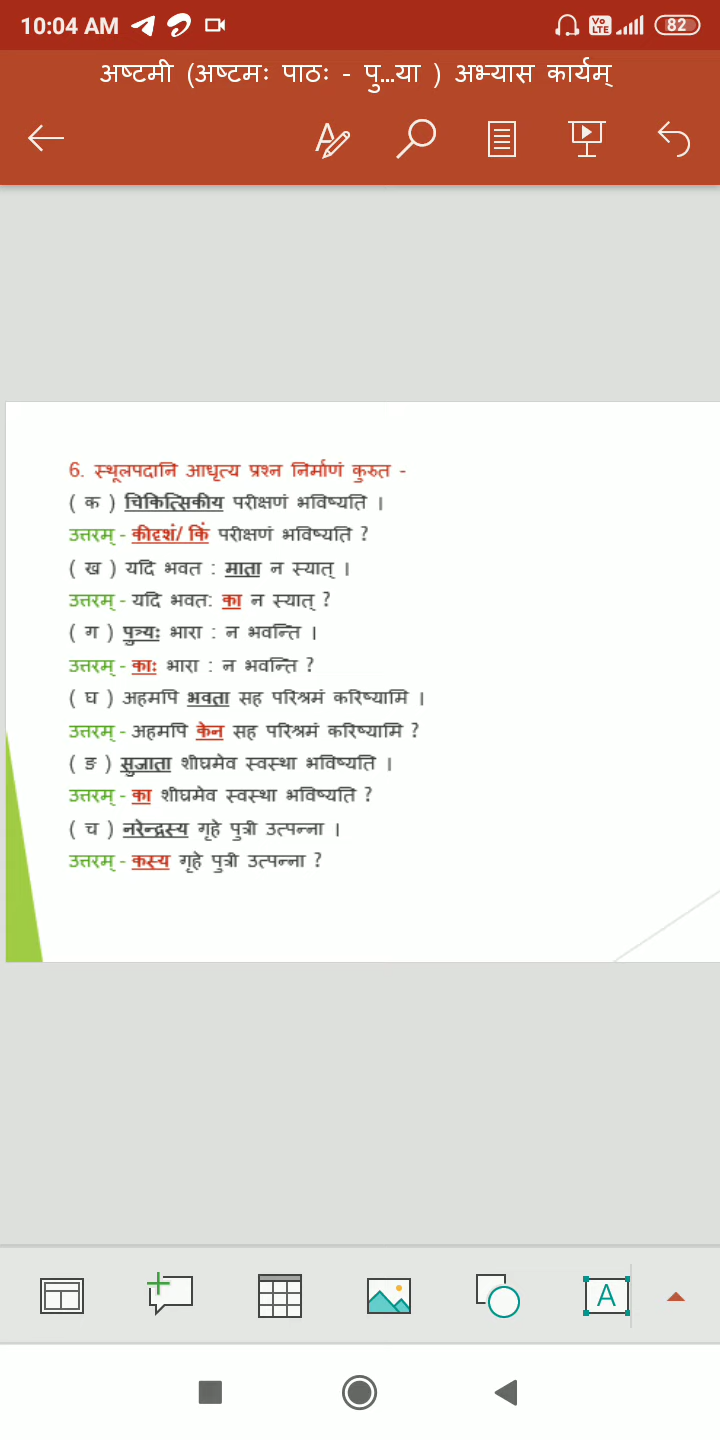 10:04 AM
Vo LTE 82
अष्टमी (अष्टमः पाठः - पु...या ) अभ्यास कार्यम्
6. स्थूलपदानि आधृत्य प्रश्न निर्माणं कुरुत -
( क ) चिकित्सिकीय परीक्षणं भविष्यति ।
उत्तरम् - कीदृशं/ किं परीक्षणं भविष्यति ?
( ख ) यदि भवत : माता न स्यात् ।
उत्तरम् - यदि भवत: का न स्यात् ?
( ग ) पुत्र्यः भारा : न भवन्ति ।
उत्तरम् - काः भारा : न भवन्ति ?
( घ ) अहमपि भवता सह परिश्रमं करिष्यामि ।
उत्तरम् - अहमपि केन सह परिश्रमं करिष्यामि ?
( ङ ) सुजाता शीघ्रमेव स्वस्था भविष्यति ।
उत्तरम् - का शीघ्रमेव स्वस्था भविष्यति ?
( च ) नरेन्द्रस्य गृहे पुत्री उत्पन्ना ।
उत्तरम् - कस्य गृहे पुत्री उत्पन्ना ?